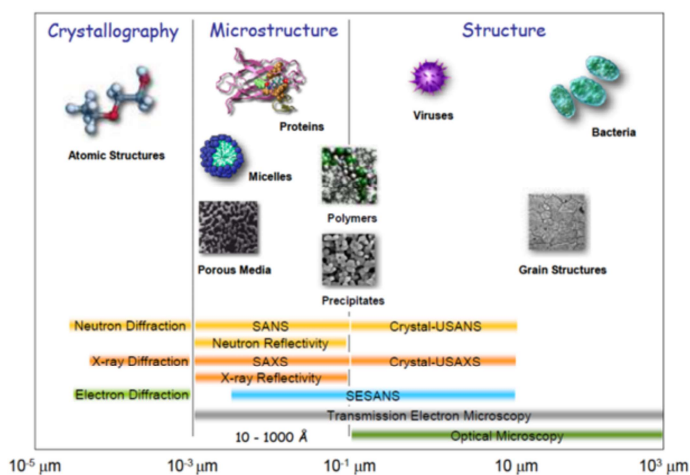 Crystallography Microstructure Structure
Proteins
Viruses
Bacteria
Atomic Structures
Micelles
Polymers
Porous Media
Grain Structures
Precipitates
Neutron Diffraction SANS Crystal-USANS
Neutron Reflectivity
X-ray Diffraction SAXS Crystal-USAXS
X-ray Reflectivity
Electron Diffraction SESANS
Transmission Electron Microscopy
10 - 1000 Å Optical Microscopy
10⁻⁵ µm 10⁻³ µm 10⁻¹ µm 10 µm 10³ µm